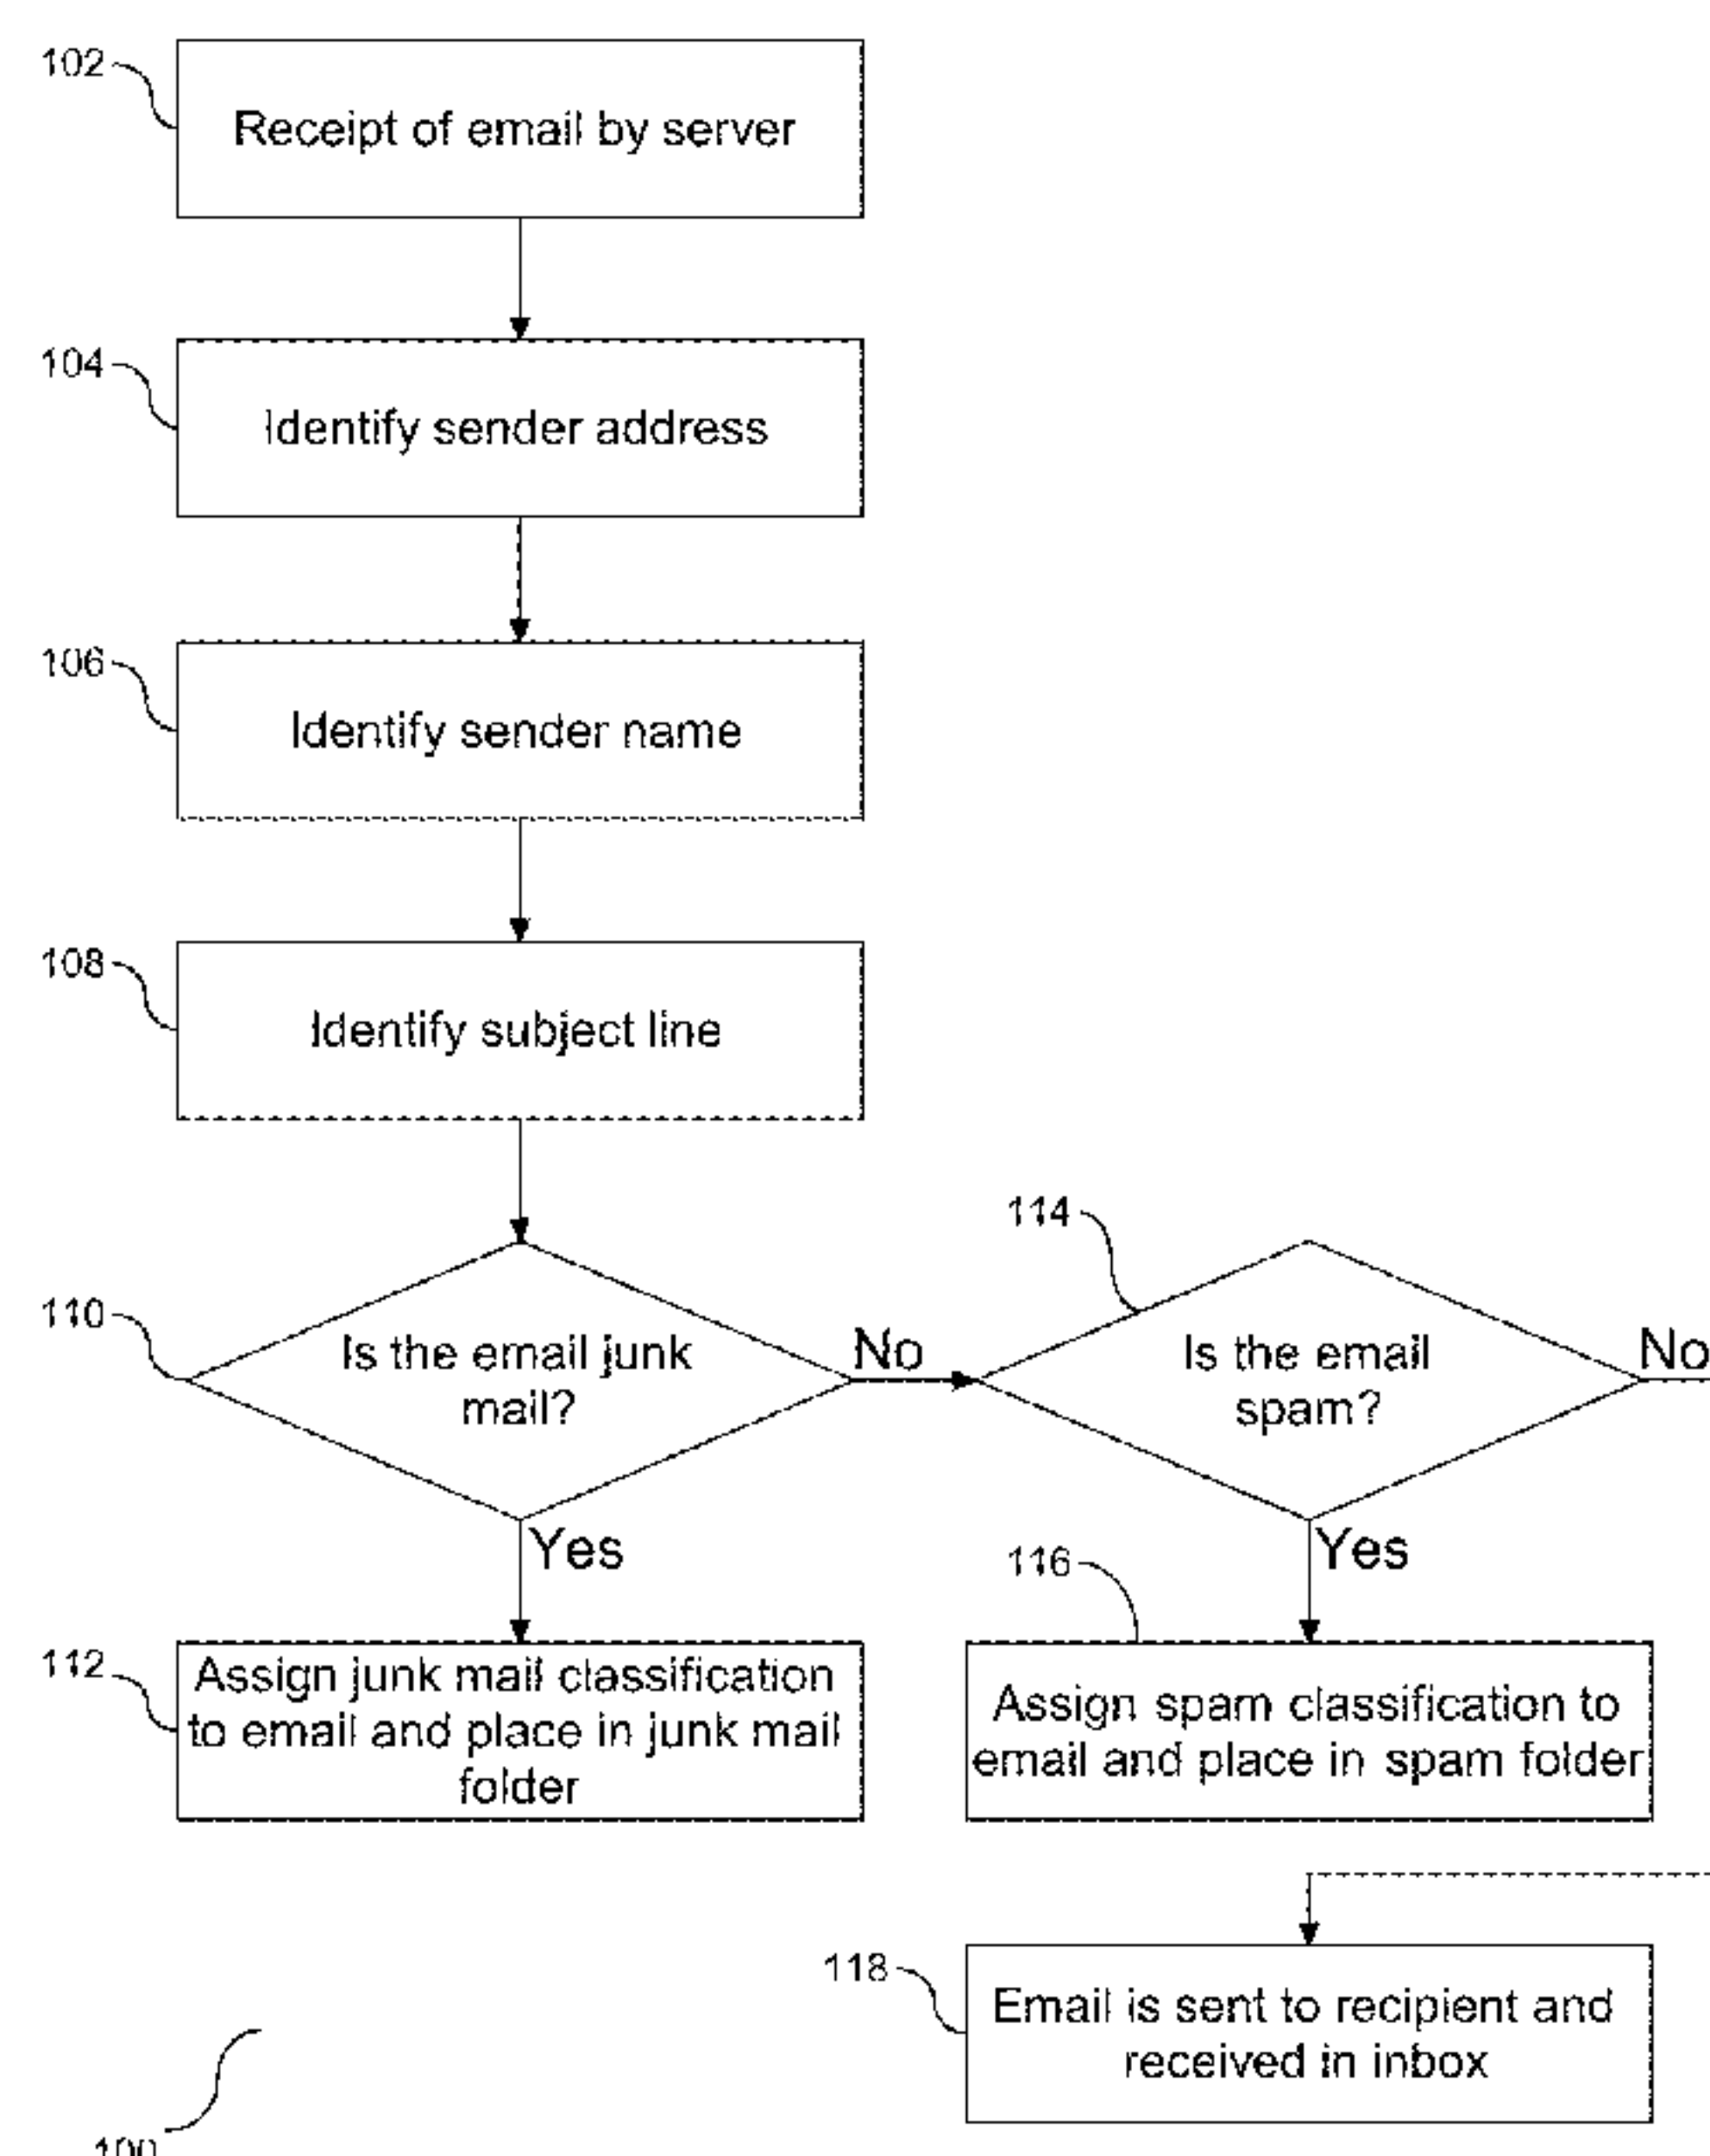 102
Receipt of email by server
104
Identify sender address
106
Identify sender name
108
Identify subject line
110
Is the email junk
mail?
No
114
Is the email
spam?
No
Yes
Yes
112
Assign junk mail classification
to email and place in junk mail
folder
116
Assign spam classification to
email and place in spam folder
118
Email is sent to recipient and
received in inbox
100